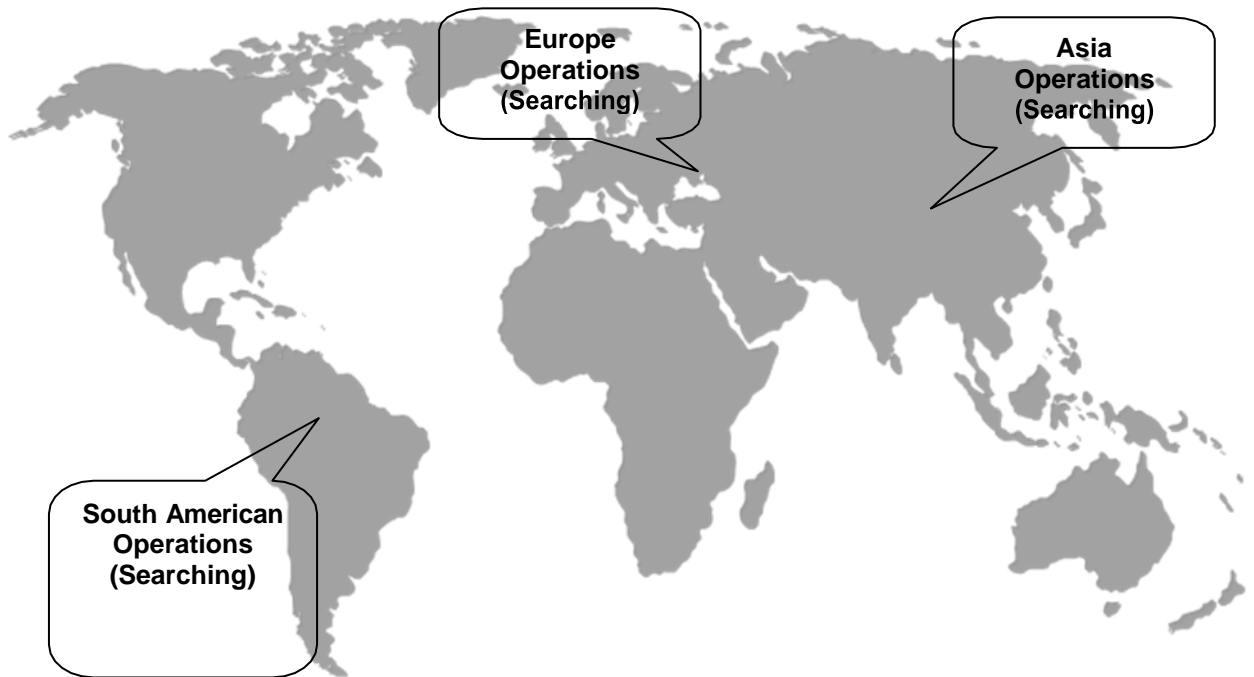 Europe
Operations
(Searching)
Asia
Operations
(Searching)
South American
Operations
(Searching)